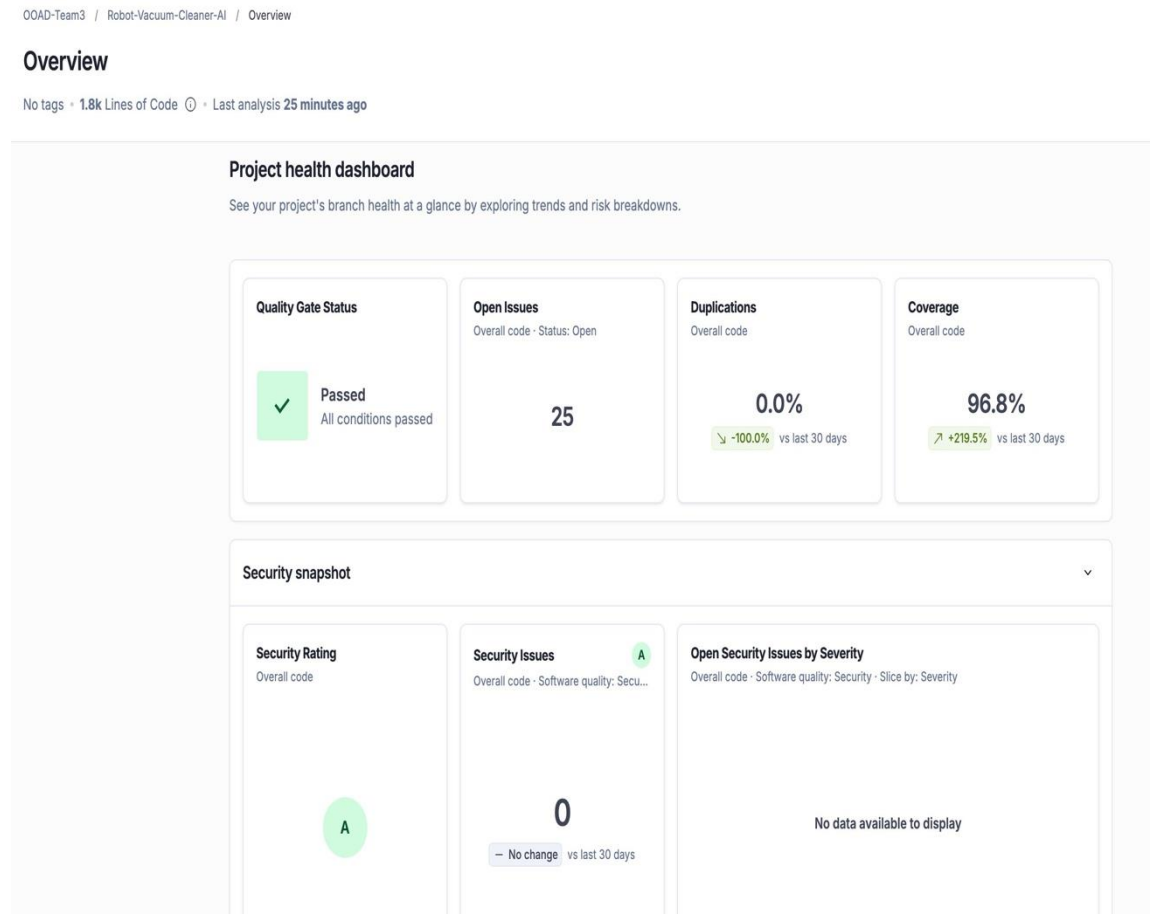 OOAD-Team3 / Robot-Vacuum-Cleaner-AI / Overview
Overview
No tags • 1.8k Lines of Code • Last analysis 25 minutes ago
Project health dashboard
See your project's branch health at a glance by exploring trends and risk breakdowns.
Quality Gate Status
Passed
All conditions passed
Open Issues
Overall code · Status: Open
25
Duplications
Overall code
0.0%
-100.0% vs last 30 days
Coverage
Overall code
96.8%
+219.5% vs last 30 days
Security snapshot
Security Rating
Overall code
A
Security Issues A
Overall code · Software quality: Secu...
0
– No change vs last 30 days
Open Security Issues by Severity
Overall code · Software quality: Security · Slice by: Severity
No data available to display